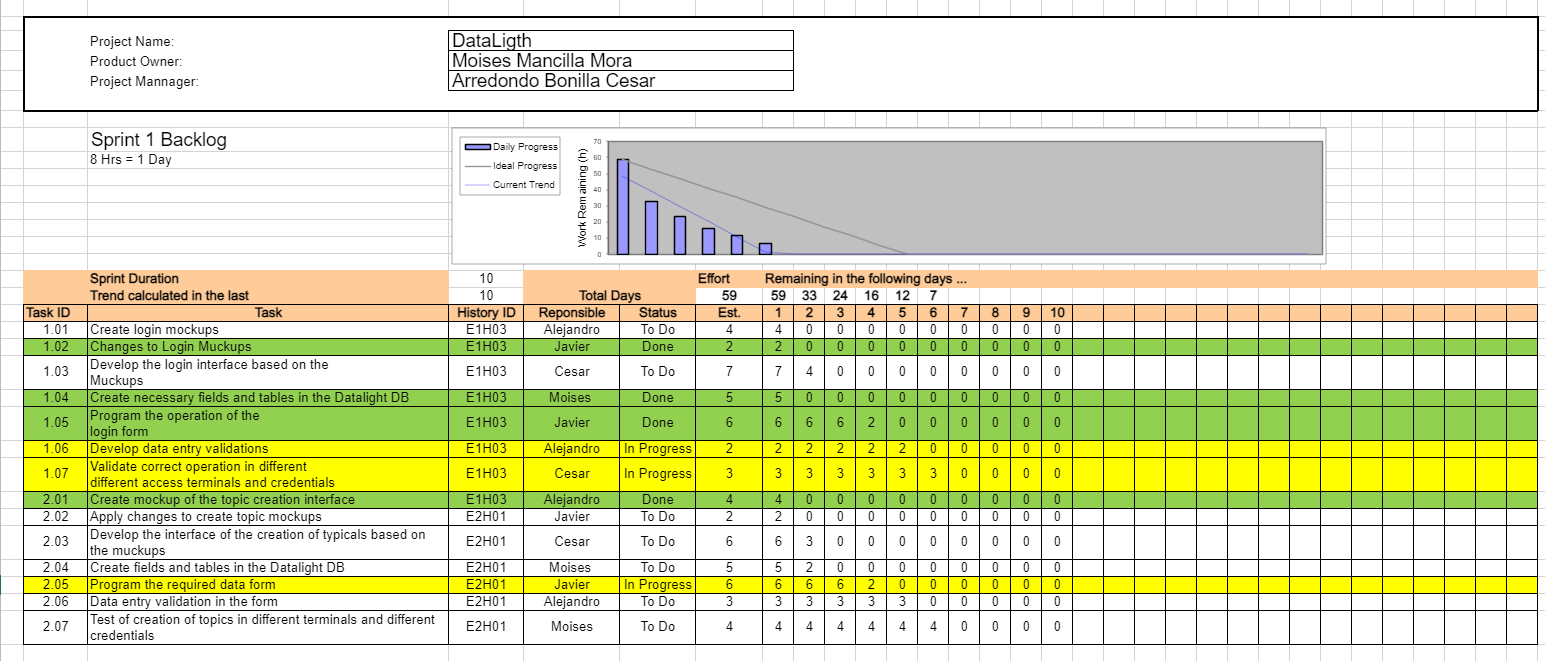 Project Name: DataLigth
Product Owner: Moises Mancilla Mora
Project Mannager: Arredondo Bonilla Cesar
Sprint 1 Backlog
8 Hrs = 1 Day
Daily Progress
Ideal Progress
Current Trend
Work Remaining (h)
70
60
50
40
30
20
10
0
Sprint Duration 10 Effort Remaining in the following days ...
Trend calculated in the last 10 Total Days 59 59 33 24 16 12 7
Task ID Task History ID Reponsible Status Est. 1 2 3 4 5 6 7 8 9 10
1.01 Create login mockups E1H03 Alejandro To Do 4 4 0 0 0 0 0 0 0 0 0
1.02 Changes to Login Muckups E1H03 Javier Done 2 2 0 0 0 0 0 0 0 0 0
1.03 Develop the login interface based on the
Muckups E1H03 Cesar To Do 7 7 4 0 0 0 0 0 0 0 0
1.04 Create necessary fields and tables in the Datalight DB E1H03 Moises Done 5 5 0 0 0 0 0 0 0 0 0
1.05 Program the operation of the
login form E1H03 Javier Done 6 6 6 6 2 0 0 0 0 0 0
1.06 Develop data entry validations E1H03 Alejandro In Progress 2 2 2 2 2 2 0 0 0 0 0
1.07 Validate correct operation in different
different access terminals and credentials E1H03 Cesar In Progress 3 3 3 3 3 3 3 0 0 0 0
2.01 Create mockup of the topic creation interface E1H03 Alejandro Done 4 4 0 0 0 0 0 0 0 0 0
2.02 Apply changes to create topic mockups E2H01 Javier To Do 2 2 0 0 0 0 0 0 0 0 0
2.03 Develop the interface of the creation of typicals based on
the muckups E2H01 Cesar To Do 6 6 3 0 0 0 0 0 0 0 0
2.04 Create fields and tables in the Datalight DB E2H01 Moises To Do 5 5 2 0 0 0 0 0 0 0 0
2.05 Program the required data form E2H01 Javier In Progress 6 6 6 6 2 0 0 0 0 0 0
2.06 Data entry validation in the form E2H01 Alejandro To Do 3 3 3 3 3 3 0 0 0 0 0
2.07 Test of creation of topics in different terminals and different
credentials E2H01 Moises To Do 4 4 4 4 4 4 4 0 0 0 0